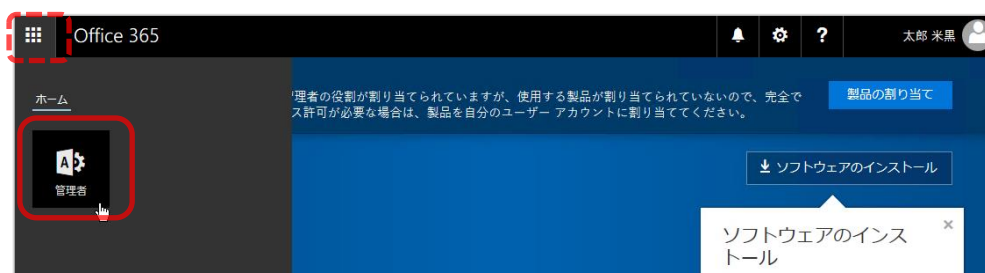 Office 365
?
太郎 米黒
ホーム
理者の役割が割り当てられていますが、使用する製品が割り当てられていないので、完全で
ス許可が必要な場合は、製品を自分のユーザー アカウントに割り当ててください。
製品の割り当て
A
管理者
ソフトウェアのインストール
ソフトウェアのインス
トール
×